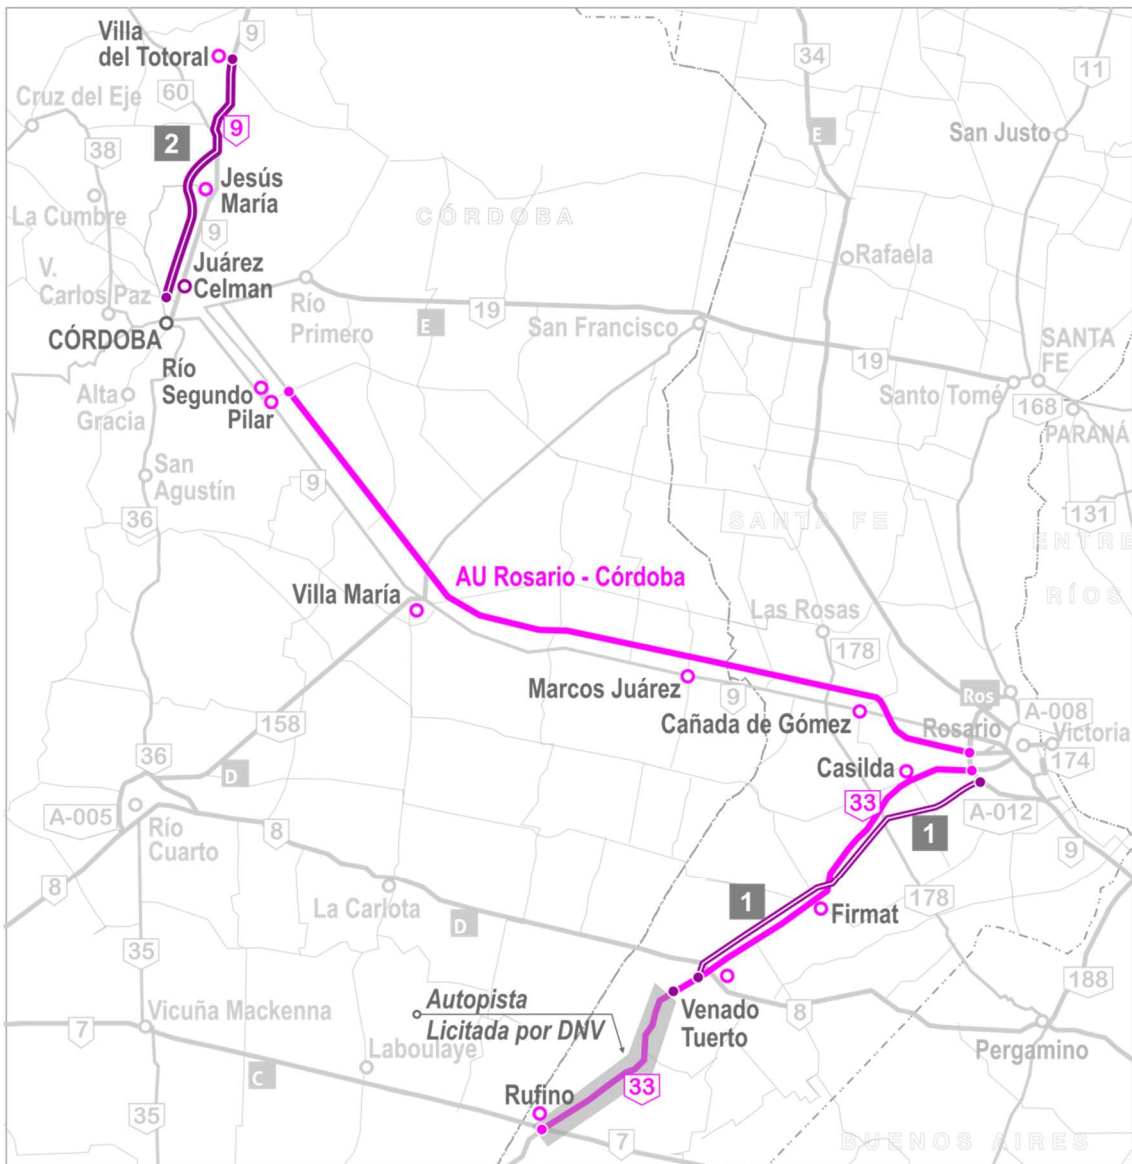 Villa
del Totoral
9
34
11
60
Cruz del Eje
9
E
San Justo
2
38
Jesús
María
La Cumbre
CÓRDOBA
9
Rafaela
V.
Carlos Paz
Juárez
Celman
Río
Primero
19
E
San Francisco
SANTA
FE
CÓRDOBA
19
Río
Segundo
Pilar
Alta
Gracia
Santo Tomé
168
PARANÁ
San
Agustín
9
36
SANTA FE
131
ENTRE
RÍOS
AU Rosario - Córdoba
Villa María
Las Rosas
178
Marcos Juárez
9
Ros
Cañada de Gómez
Rosario
A-008
Victoria
158
36
D
Casilda
174
33
A-005
Río
Cuarto
8
A-012
1
9
8
La Carlota
D
1
Firmat
178
35
188
Autopista
Licitada por DNV
Venado
Tuerto
8
Vicuña Mackenna
7
Laboulaye
Pergamino
C
Rufino
33
35
7
BUENOS AIRES